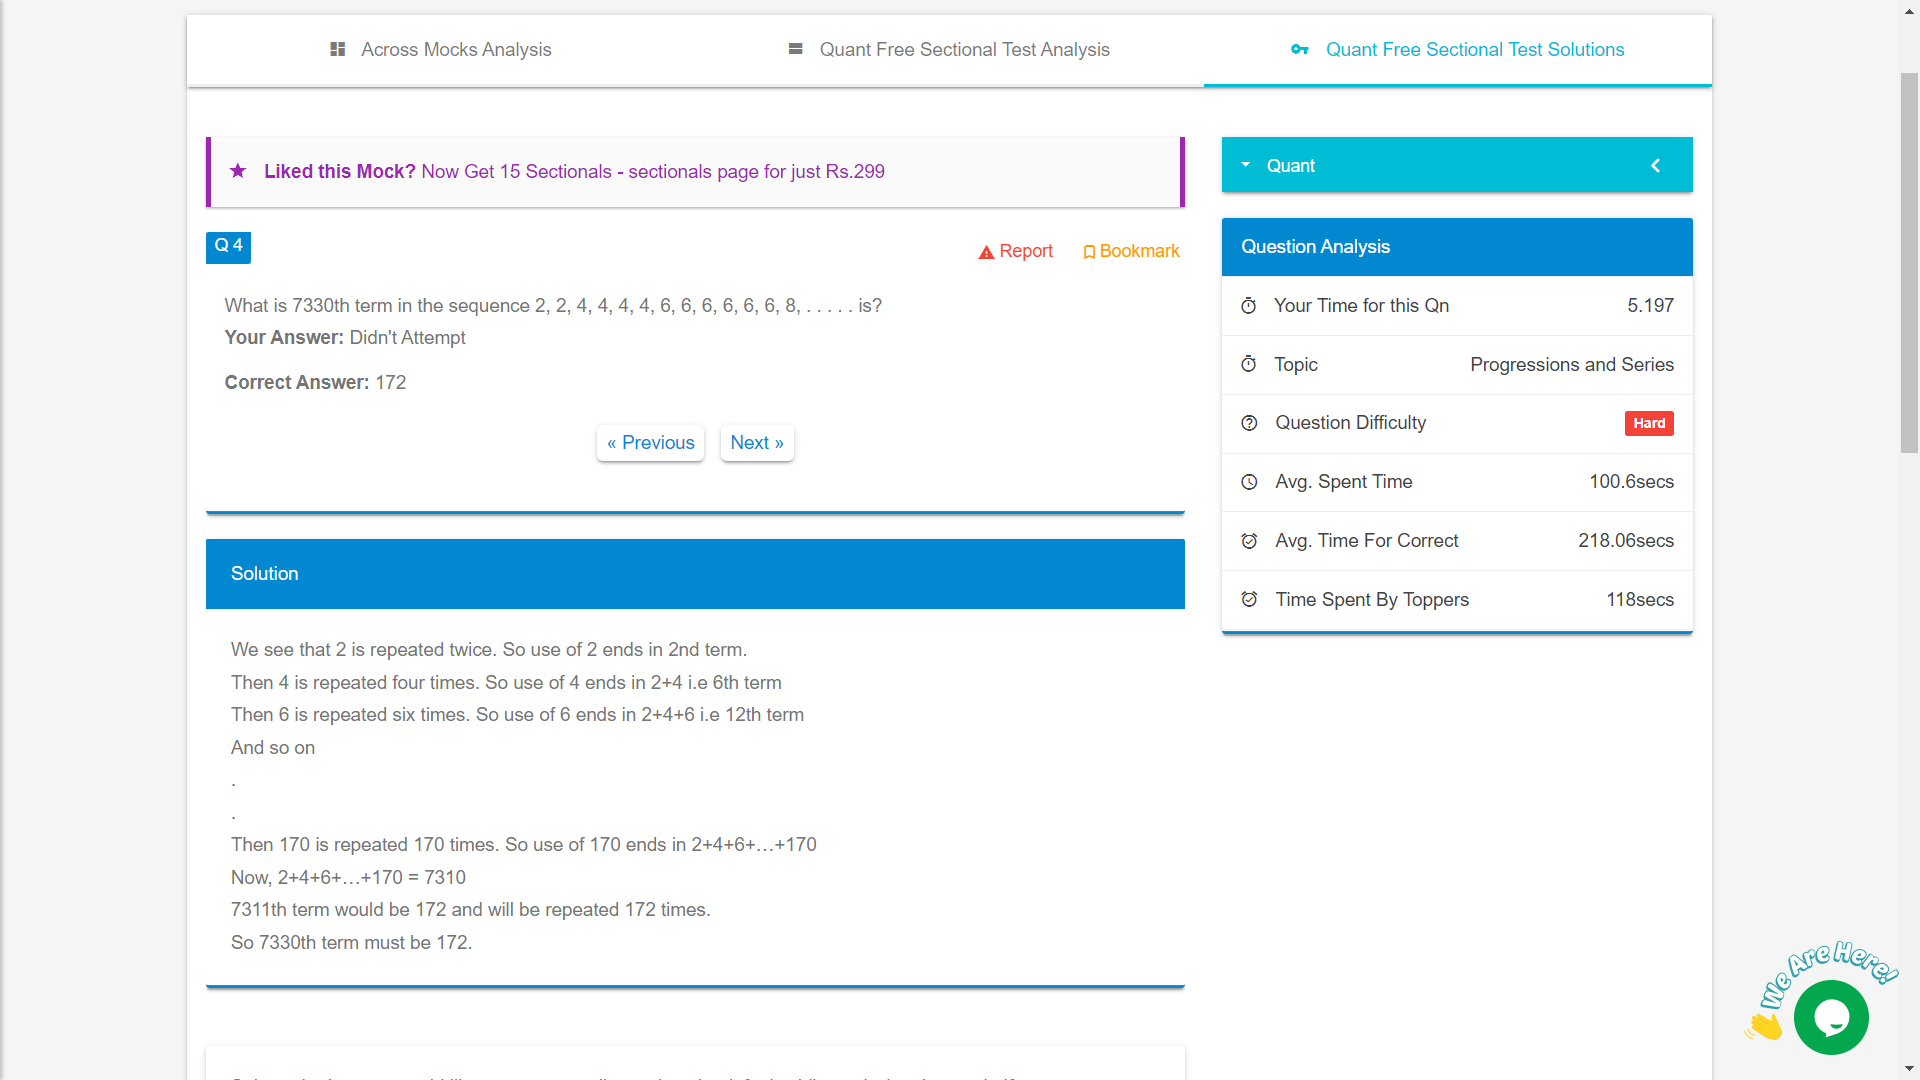 Across Mocks Analysis
Quant Free Sectional Test Analysis
Quant Free Sectional Test Solutions
Liked this Mock? Now Get 15 Sectionals - sectionals page for just Rs.299
Q 4
Report
Bookmark
What is 7330th term in the sequence 2, 2, 4, 4, 4, 4, 6, 6, 6, 6, 6, 6, 8, . . . . . is?
Your Answer: Didn't Attempt
Correct Answer: 172
« Previous
Next »
Solution
We see that 2 is repeated twice. So use of 2 ends in 2nd term.
Then 4 is repeated four times. So use of 4 ends in 2+4 i.e 6th term
Then 6 is repeated six times. So use of 6 ends in 2+4+6 i.e 12th term
And so on
.
.
Then 170 is repeated 170 times. So use of 170 ends in 2+4+6+…+170
Now, 2+4+6+…+170 = 7310
7311th term would be 172 and will be repeated 172 times.
So 7330th term must be 172.
Quant
Question Analysis
Your Time for this Qn 5.197
Topic Progressions and Series
Question Difficulty Hard
Avg. Spent Time 100.6secs
Avg. Time For Correct 218.06secs
Time Spent By Toppers 118secs
We Are Here!